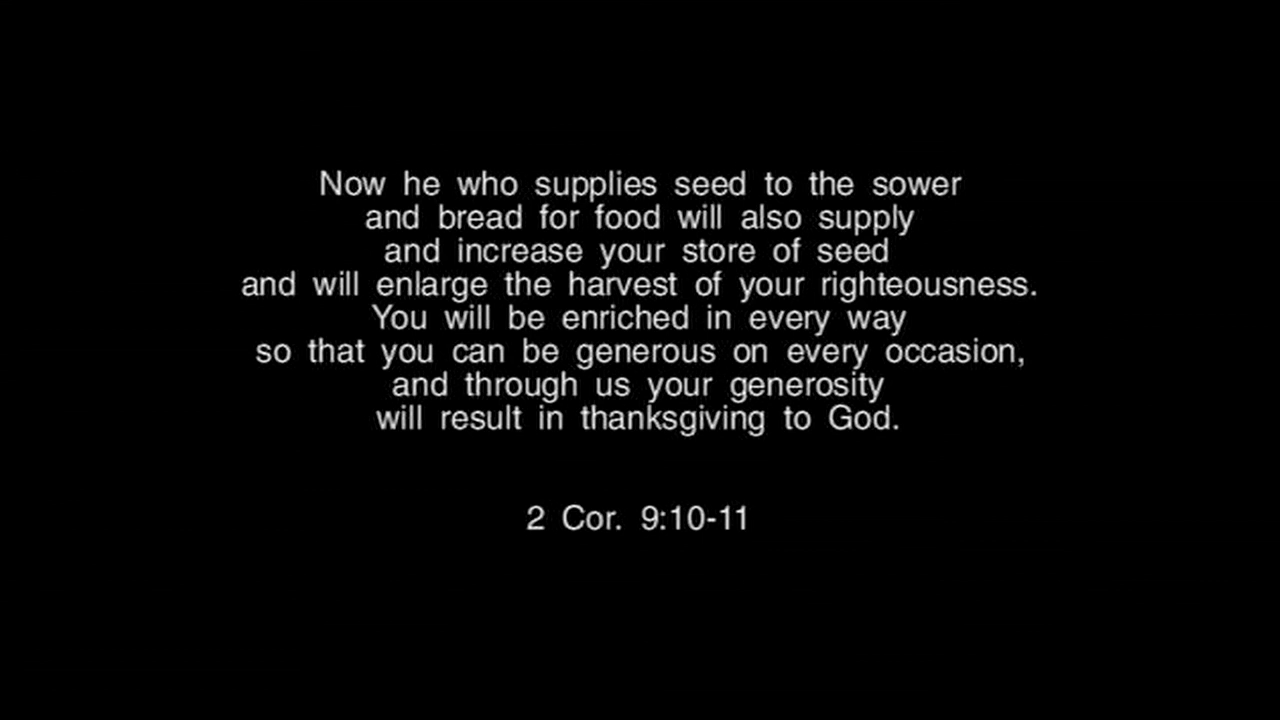 Now he who supplies seed to the sower
and bread for food will also supply
and increase your store of seed
and will enlarge the harvest of your righteousness.
You will be enriched in every way
so that you can be generous on every occasion,
and through us your generosity
will result in thanksgiving to God.
2 Cor. 9:10-11